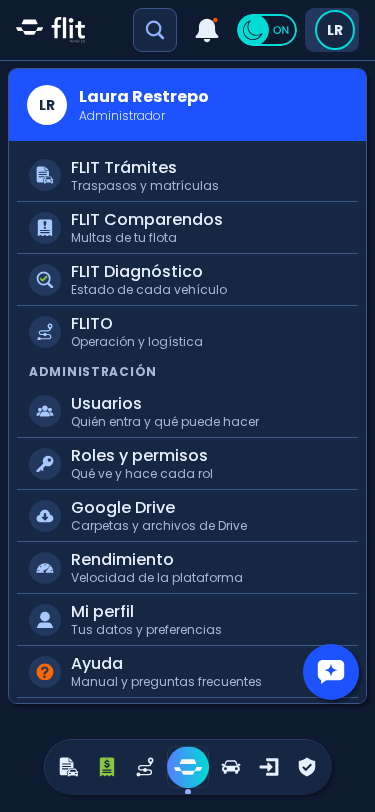 flit
ON
LR
LR
Laura Restrepo
Administrador
FLIT Trámites
Traspasos y matrículas
FLIT Comparendos
Multas de tu flota
FLIT Diagnóstico
Estado de cada vehículo
FLITO
Operación y logística
ADMINISTRACIÓN
Usuarios
Quién entra y qué puede hacer
Roles y permisos
Qué ve y hace cada rol
Google Drive
Carpetas y archivos de Drive
Rendimiento
Velocidad de la plataforma
Mi perfil
Tus datos y preferencias
Ayuda
Manual y preguntas frecuentes